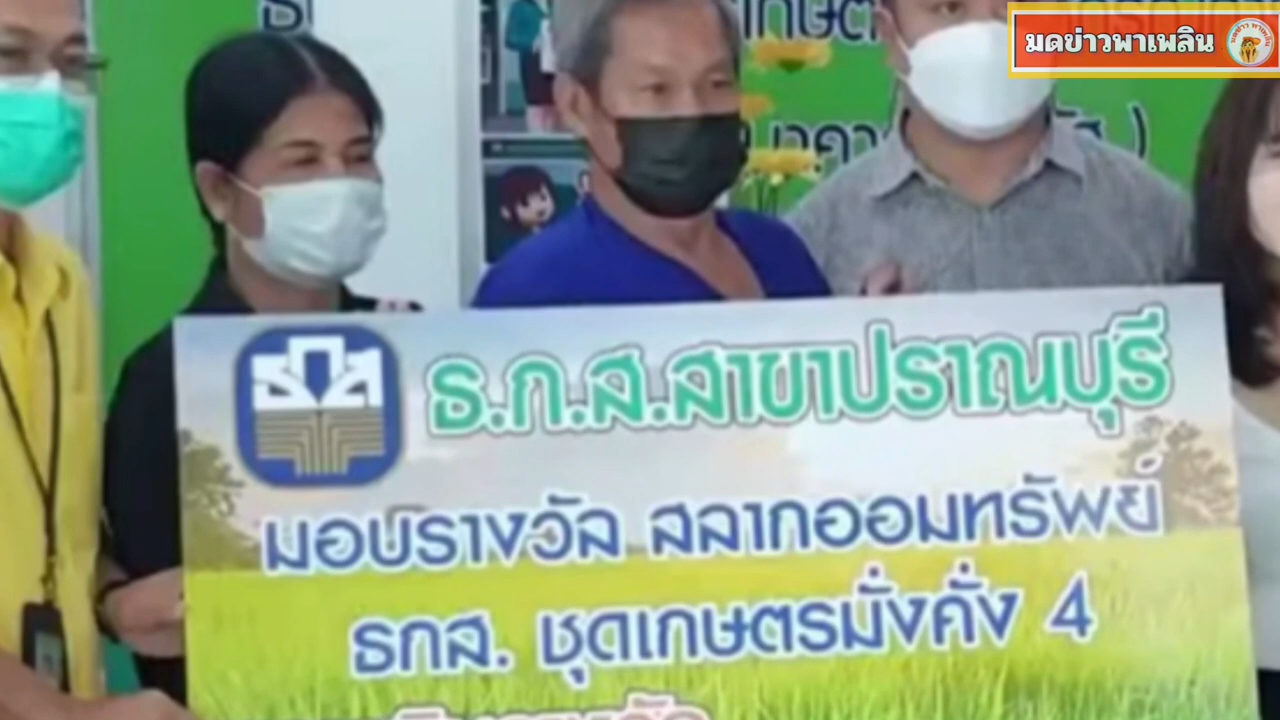 มดข่าวพาเพลิน
ธ.ก.ส.สาขาปราณบุรี
มอบรางวัล สลากออมทรัพย์
ธกส. ชุดเกษตรมั่งคั่ง 4